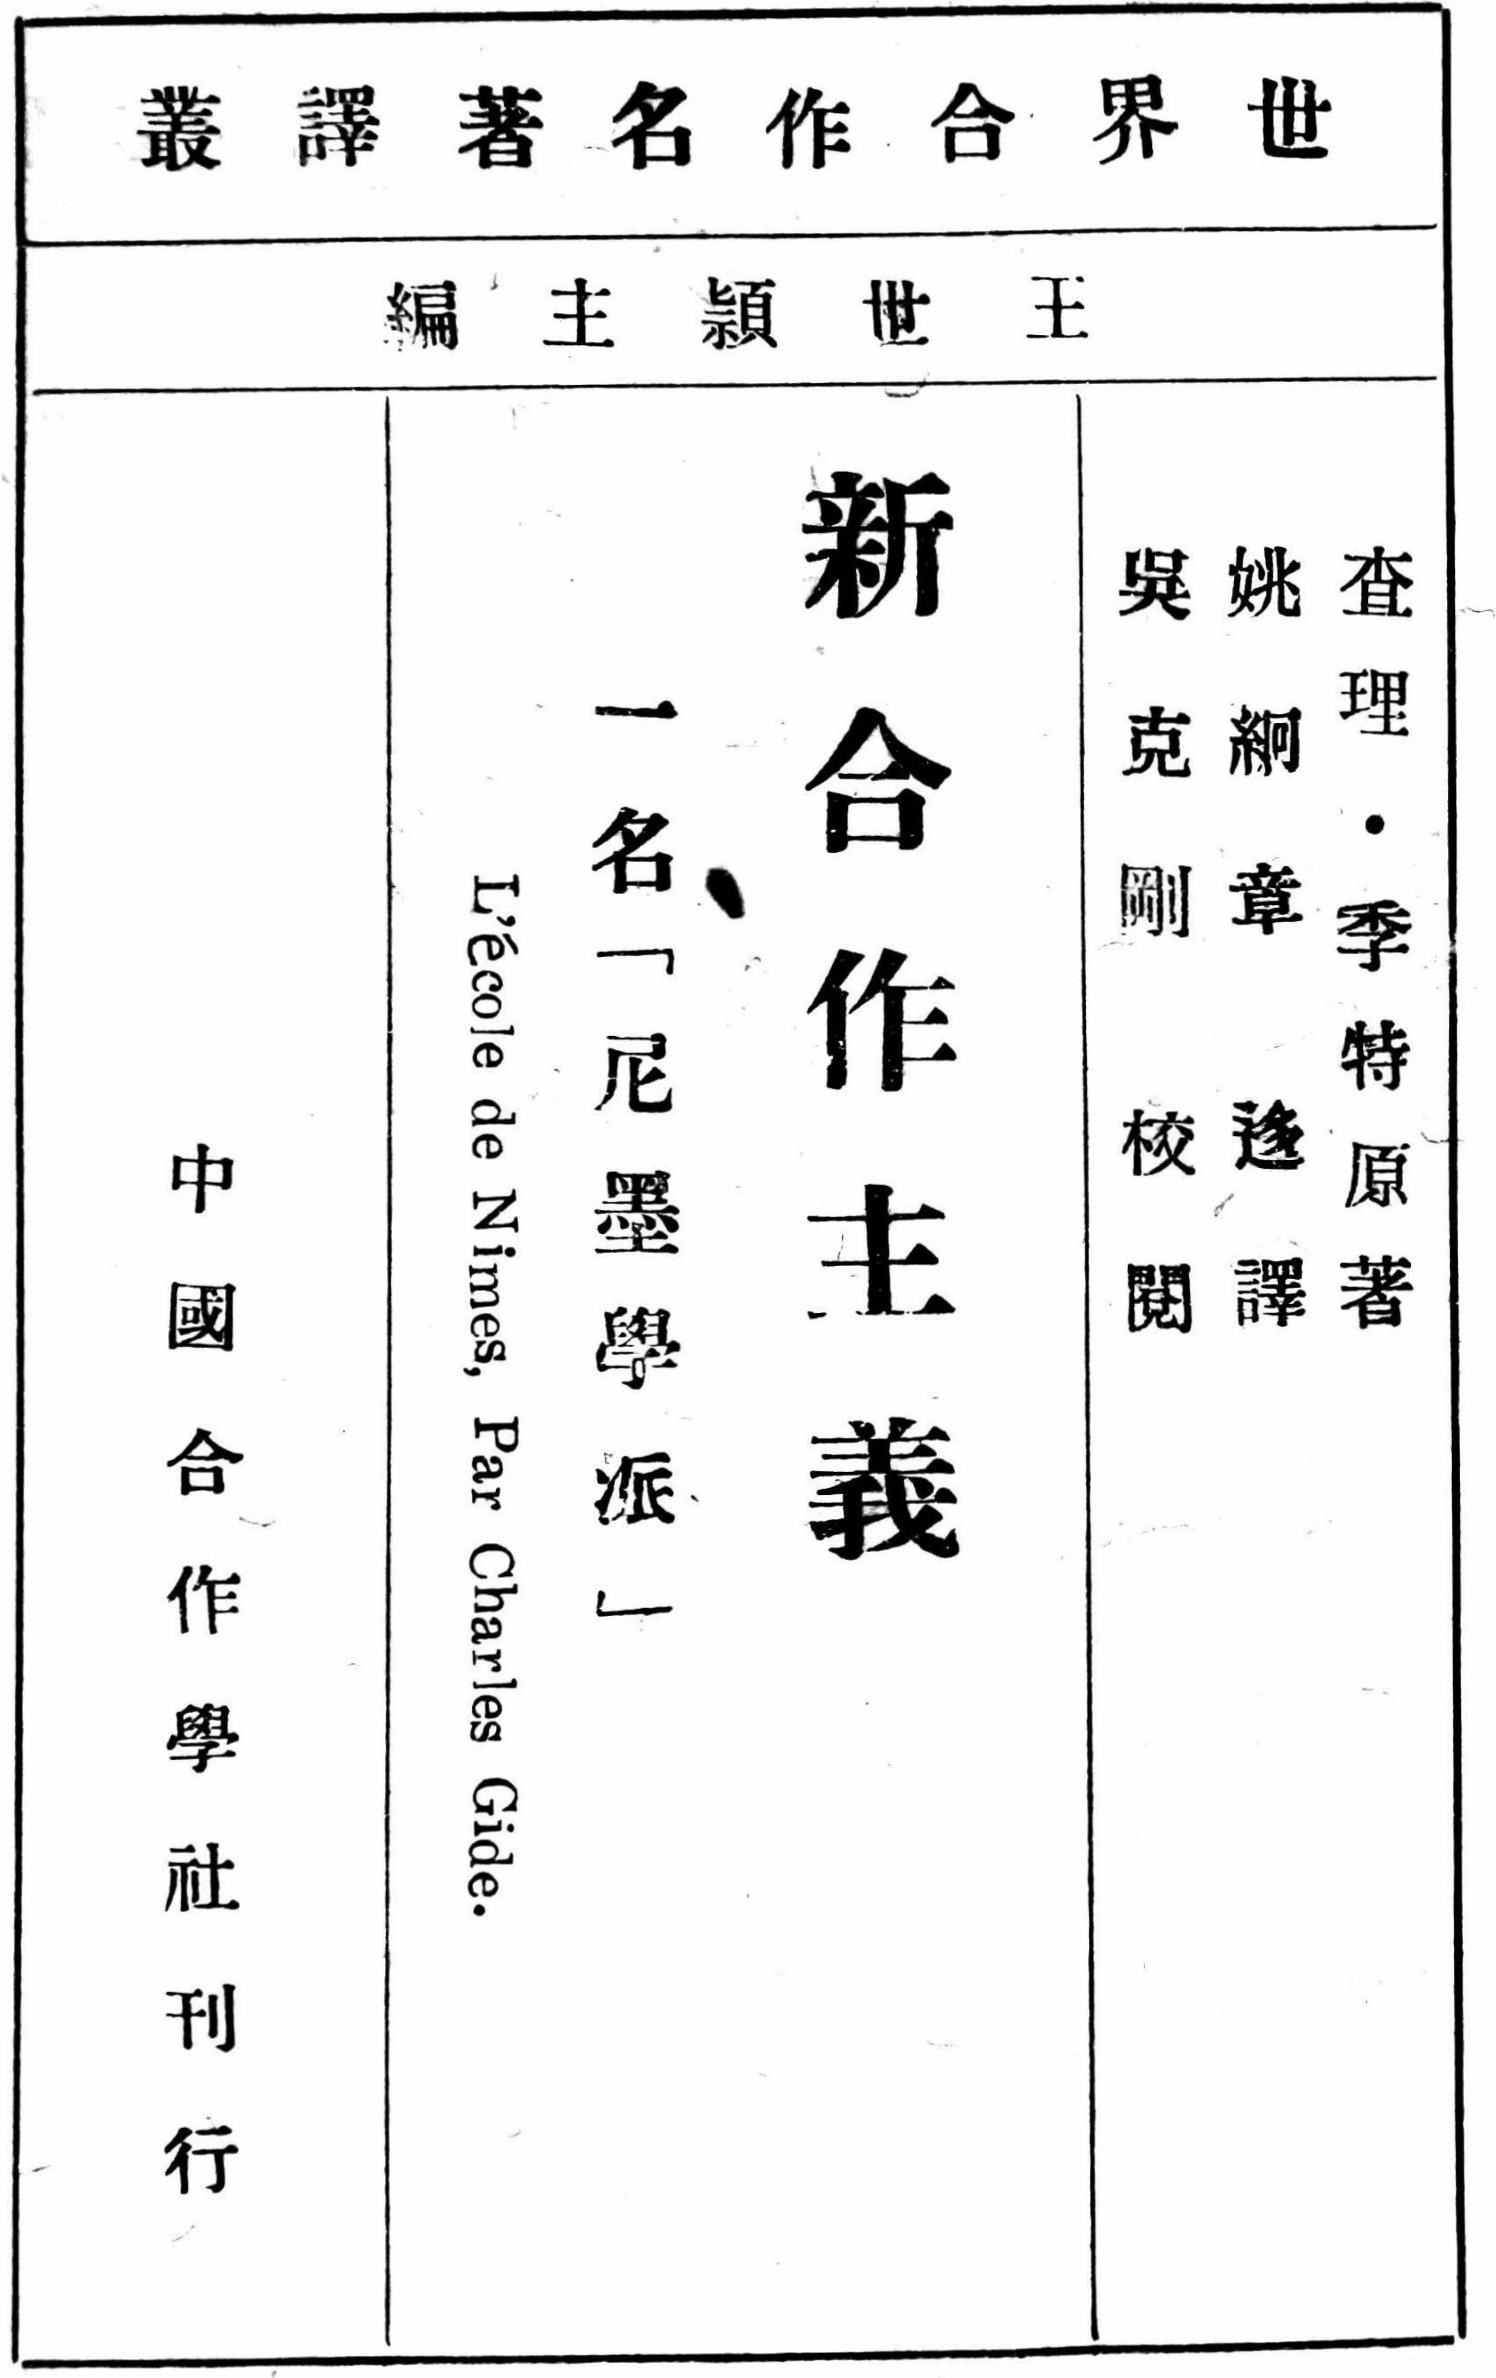 世界合作名著譯叢
王世潁主編
査理・季特原著
姚絅章 迻譯
吳克剛 校閱
新合作主義
一名「尼墨學派」
L'école de Nimes, Par Charles Gide.
中國合作學社刊行